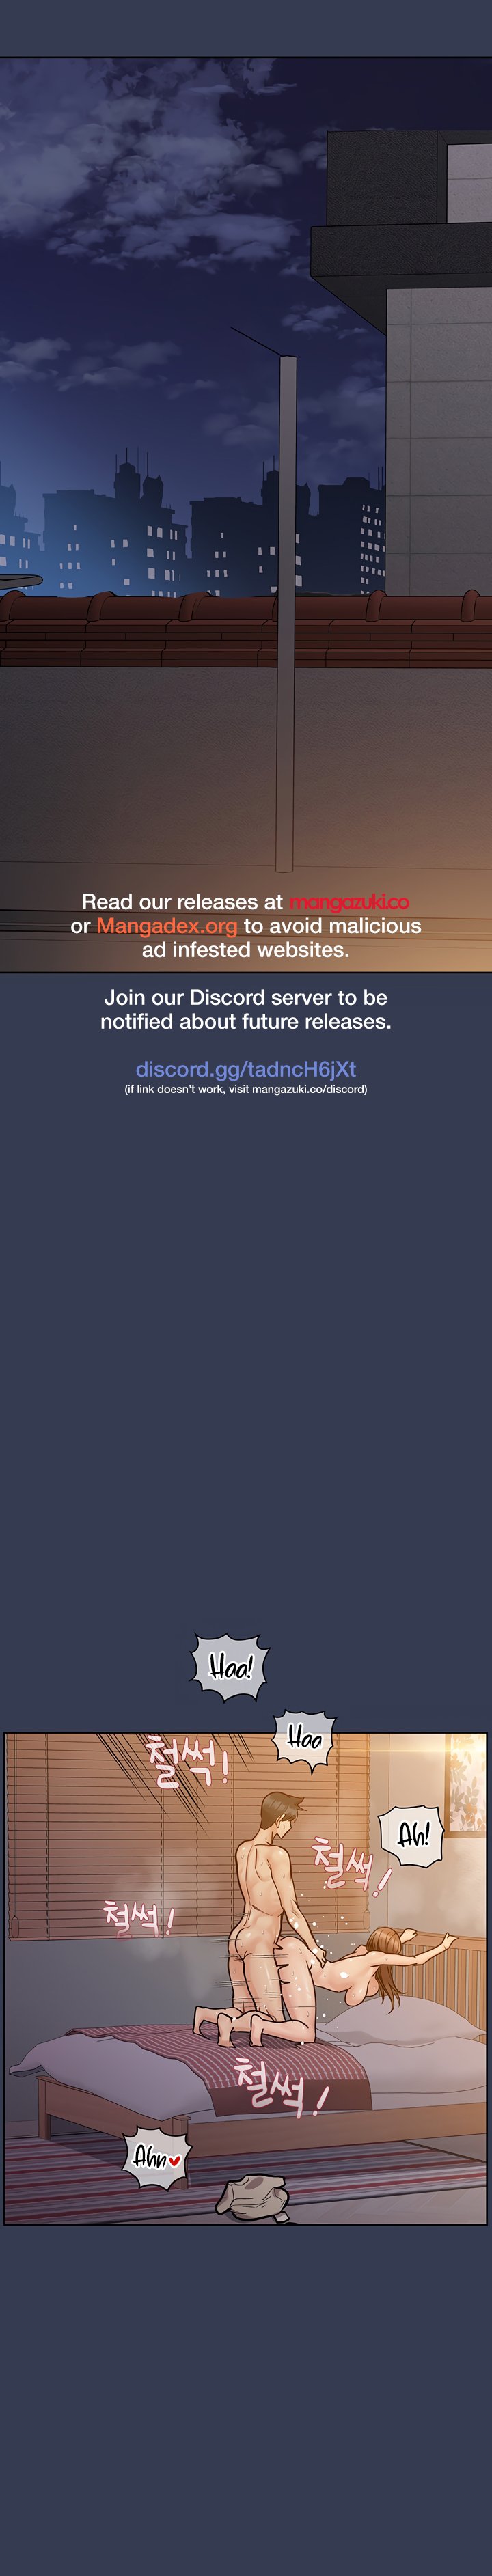 Read our releases at mangazuki.co
or Mangadex.org to avoid malicious
ad infested websites.
Join our Discord server to be
notified about future releases.
discord.gg/tadncH6jXt
(if link doesn't work, visit mangazuki.co/discord)
Haa!
Haa
철썩!
Ah!
철썩!
철썩!
철썩!
Ahn♥